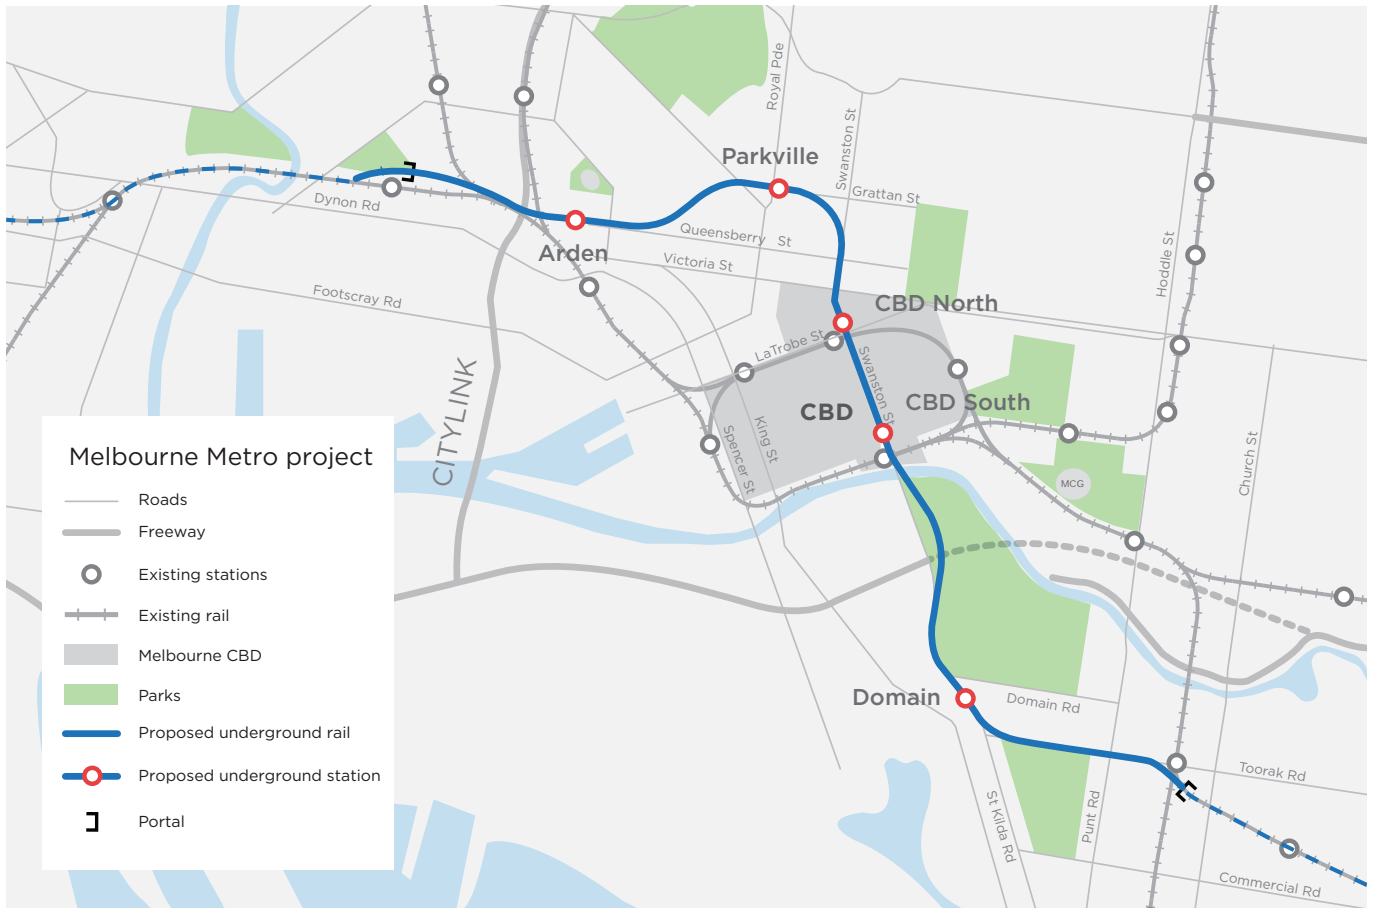 Royal Pde
Swanston St
Parkville
Grattan St
Dynon Rd
Queensberry St
Arden
Victoria St
Hoddle St
Footscray Rd
CBD North
LaTrobe St
Swanston St
CITYLINK
CBD
CBD South
King St
Spencer St
Church St
MCG
Melbourne Metro project
Roads
Freeway
Existing stations
Existing rail
Melbourne CBD
Parks
Proposed underground rail
Proposed underground station
Portal
Domain
Domain Rd
Toorak Rd
St Kilda Rd
Punt Rd
Commercial Rd